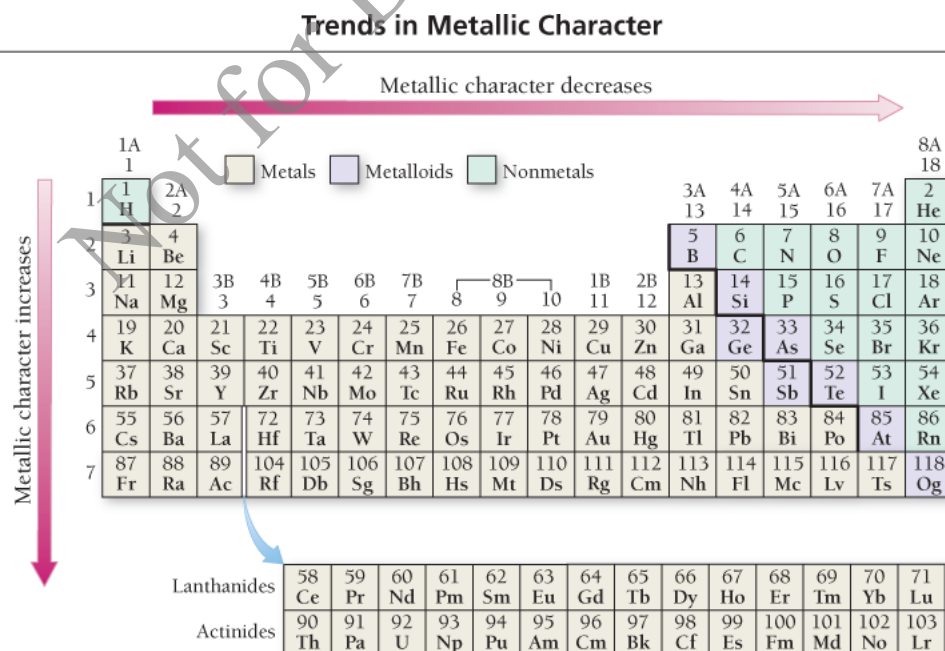 Trends in Metallic Character
Not for
Metallic character decreases
Metallic character increases
Metals Metalloids Nonmetals
1A 8A
1 18
1 1 2A 3A 4A 5A 6A 7A 2
H 2 13 14 15 16 17 He
2 3 4 5 6 7 8 9 10
Li Be B C N O F Ne
3 11 12 3B 4B 5B 6B 7B 8B 1B 2B 13 14 15 16 17 18
Na Mg 3 4 5 6 7 8 9 10 11 12 Al Si P S Cl Ar
4 19 20 21 22 23 24 25 26 27 28 29 30 31 32 33 34 35 36
K Ca Sc Ti V Cr Mn Fe Co Ni Cu Zn Ga Ge As Se Br Kr
5 37 38 39 40 41 42 43 44 45 46 47 48 49 50 51 52 53 54
Rb Sr Y Zr Nb Mo Tc Ru Rh Pd Ag Cd In Sn Sb Te I Xe
6 55 56 57 72 73 74 75 76 77 78 79 80 81 82 83 84 85 86
Cs Ba La Hf Ta W Re Os Ir Pt Au Hg Tl Pb Bi Po At Rn
7 87 88 89 104 105 106 107 108 109 110 111 112 113 114 115 116 117 118
Fr Ra Ac Rf Db Sg Bh Hs Mt Ds Rg Cm Nh Fl Mc Lv Ts Og
Lanthanides 58 59 60 61 62 63 64 65 66 67 68 69 70 71
Ce Pr Nd Pm Sm Eu Gd Tb Dy Ho Er Tm Yb Lu
Actinides 90 91 92 93 94 95 96 97 98 99 100 101 102 103
Th Pa U Np Pu Am Cm Bk Cf Es Fm Md No Lr